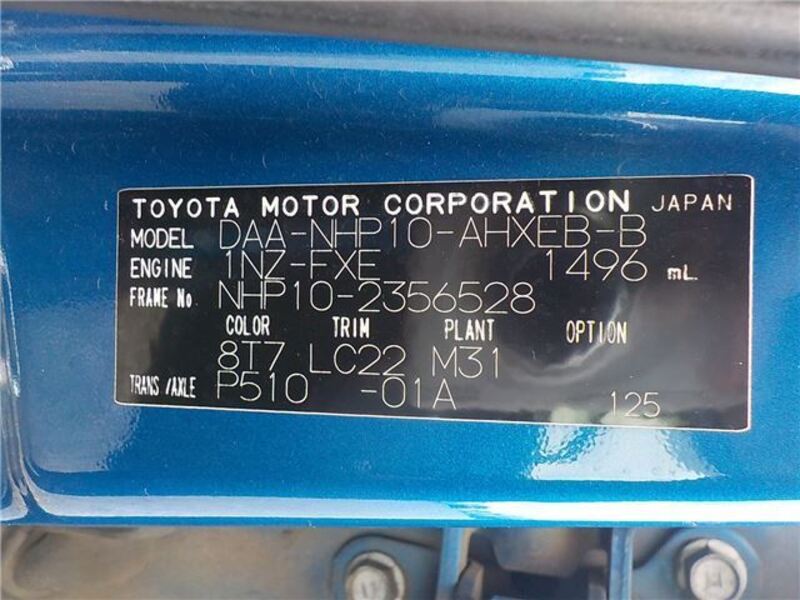 TOYOTA MOTOR CORPORATION JAPAN
MODEL DAA-NHP10-AHXEB-B
ENGINE 1NZ-FXE 1496 mL
FRAME No NHP10-2356528
COLOR TRIM PLANT OPTION
8T7 LC22 M31
TRANS/AXLE P510 -01A 125